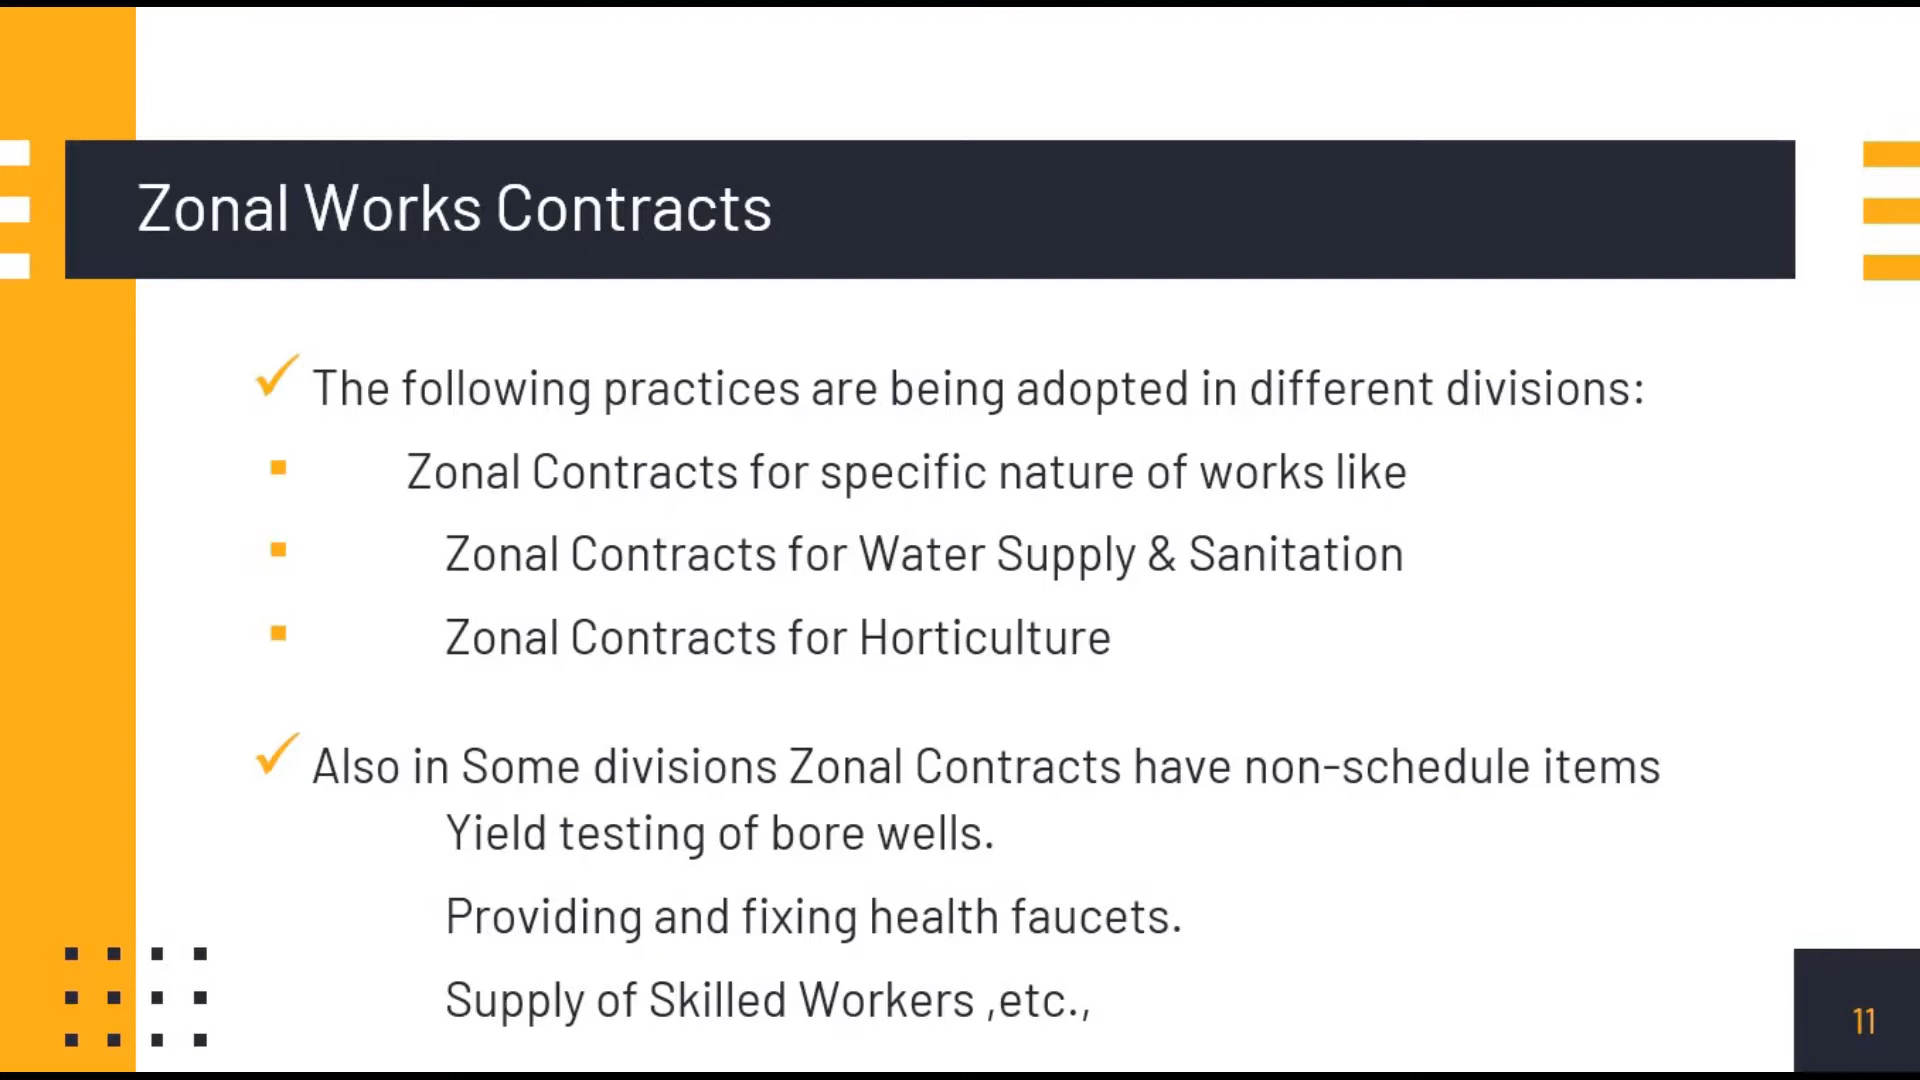 Zonal Works Contracts
The following practices are being adopted in different divisions:
Zonal Contracts for specific nature of works like
Zonal Contracts for Water Supply & Sanitation
Zonal Contracts for Horticulture
Also in Some divisions Zonal Contracts have non-schedule items
Yield testing of bore wells.
Providing and fixing health faucets.
Supply of Skilled Workers ,etc.,
11